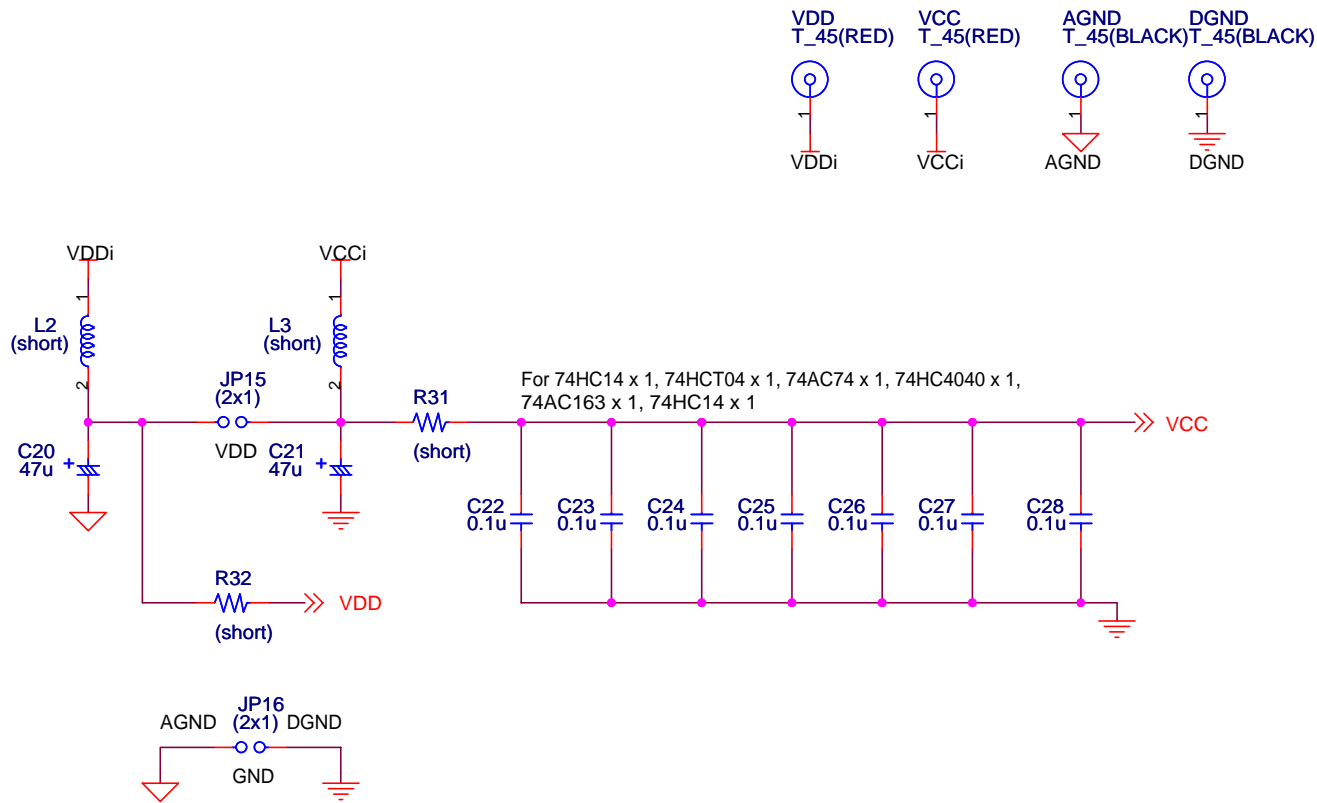 VDD
T_45(RED)
VCC
T_45(RED)
AGND
T_45(BLACK)
DGND
T_45(BLACK)
1
1
1
1
VDDi
VCCi
AGND
DGND
VDDi
VCCi
1
1
L2
(short)
L3
(short)
2
2
JP15
(2x1)
R31
For 74HC14 x 1, 74HCT04 x 1, 74AC74 x 1, 74HC4040 x 1,
74AC163 x 1, 74HC14 x 1
VCC
C20
47u
+
VDD
C21
47u
+
(short)
C22
0.1u
C23
0.1u
C24
0.1u
C25
0.1u
C26
0.1u
C27
0.1u
C28
0.1u
R32
VDD
(short)
JP16
AGND
(2x1)
DGND
GND